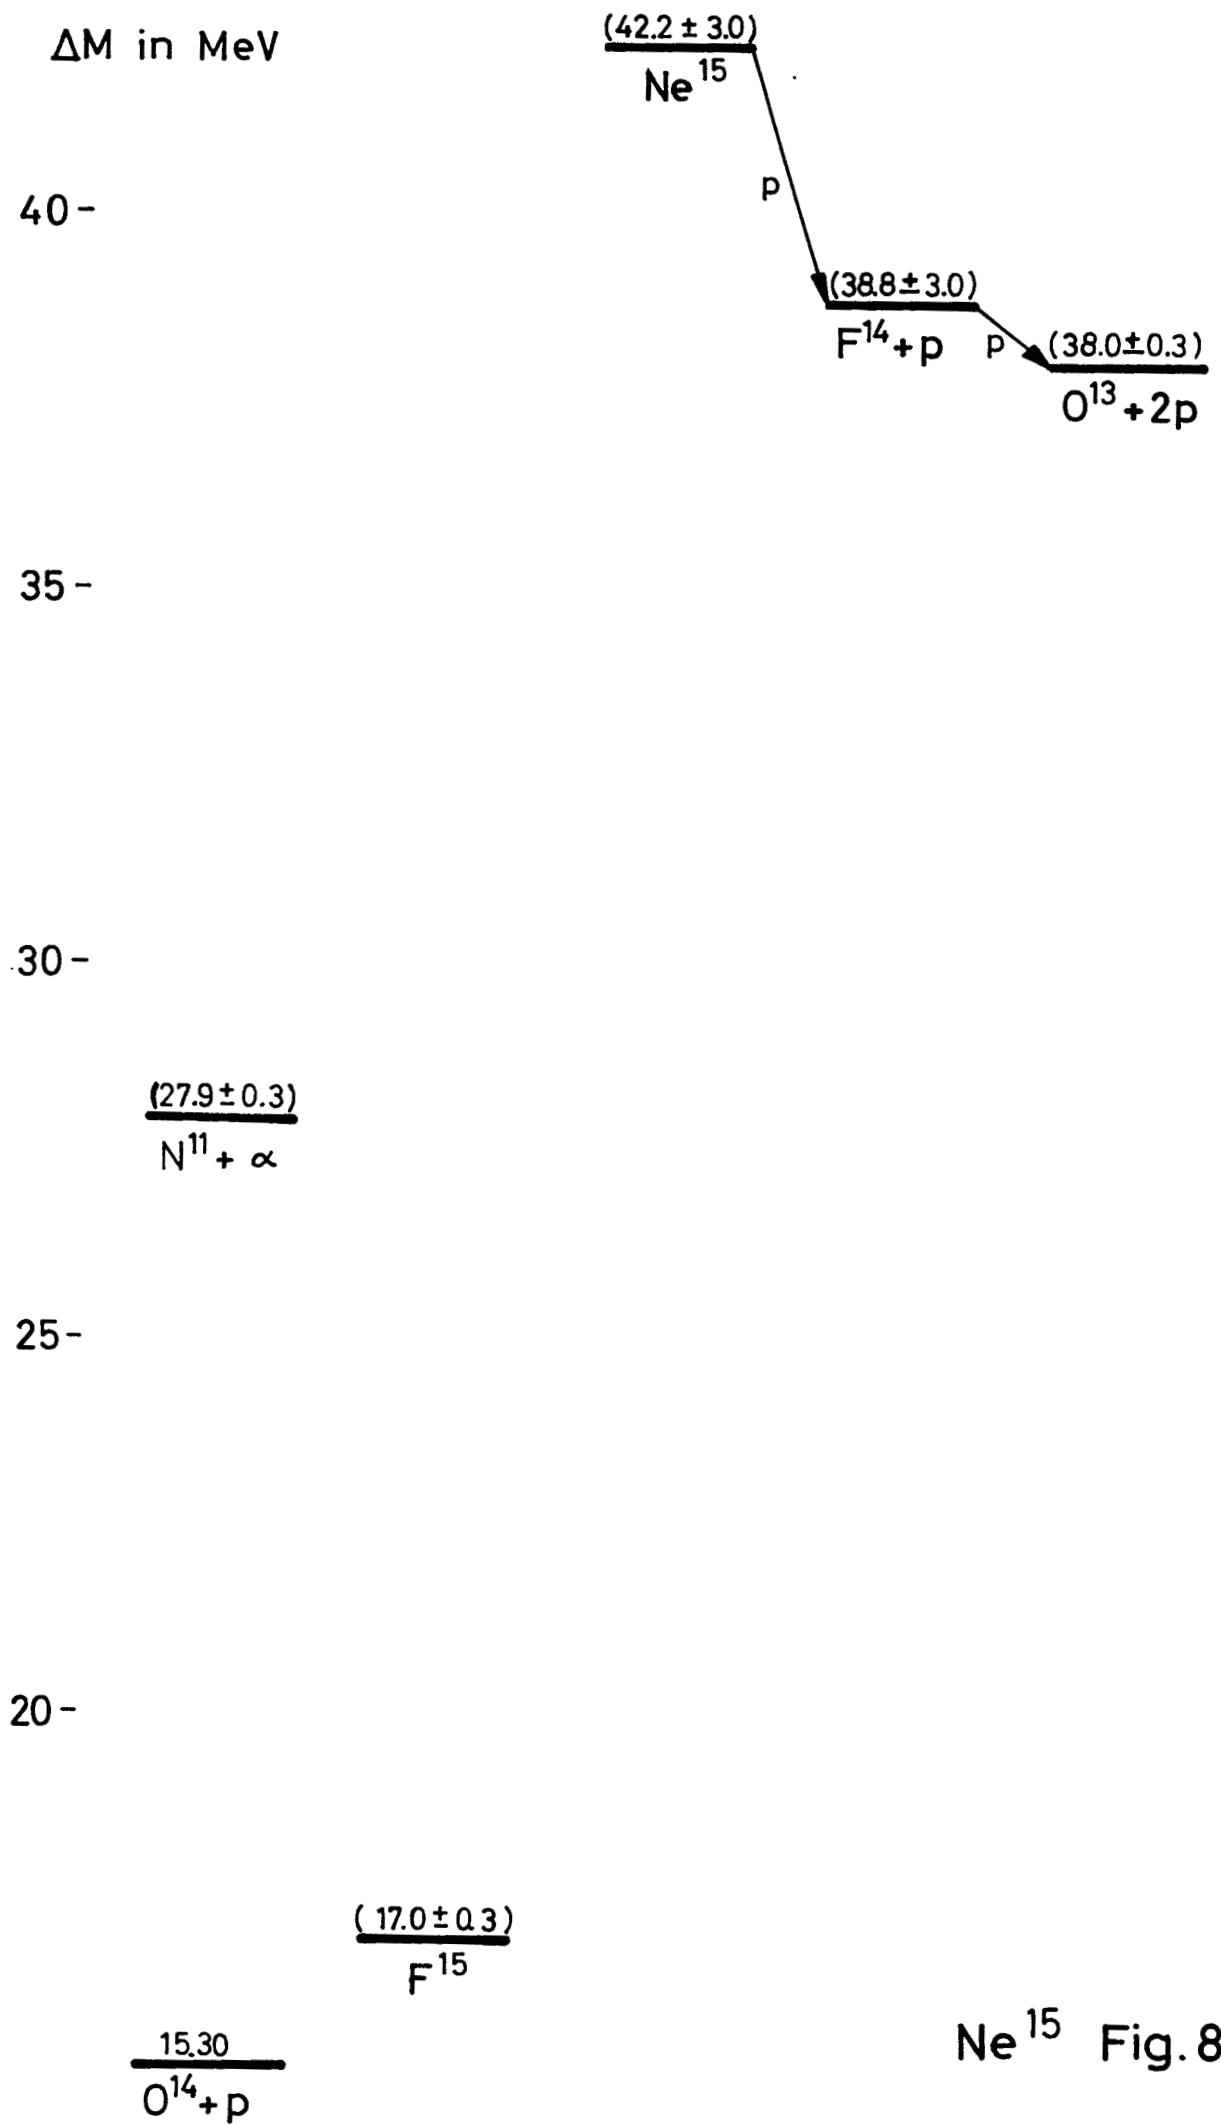 ΔM in MeV
(42.2 ± 3.0)
Ne¹⁵
p
40-
(38.8 ± 3.0)
F¹⁴+p
p
(38.0±0.3)
O¹³+2p
35-
30-
(27.9±0.3)
N¹¹+ α
25-
20-
( 17.0±0.3)
F¹⁵
15.30
O¹⁴+p
Ne¹⁵ Fig. 8